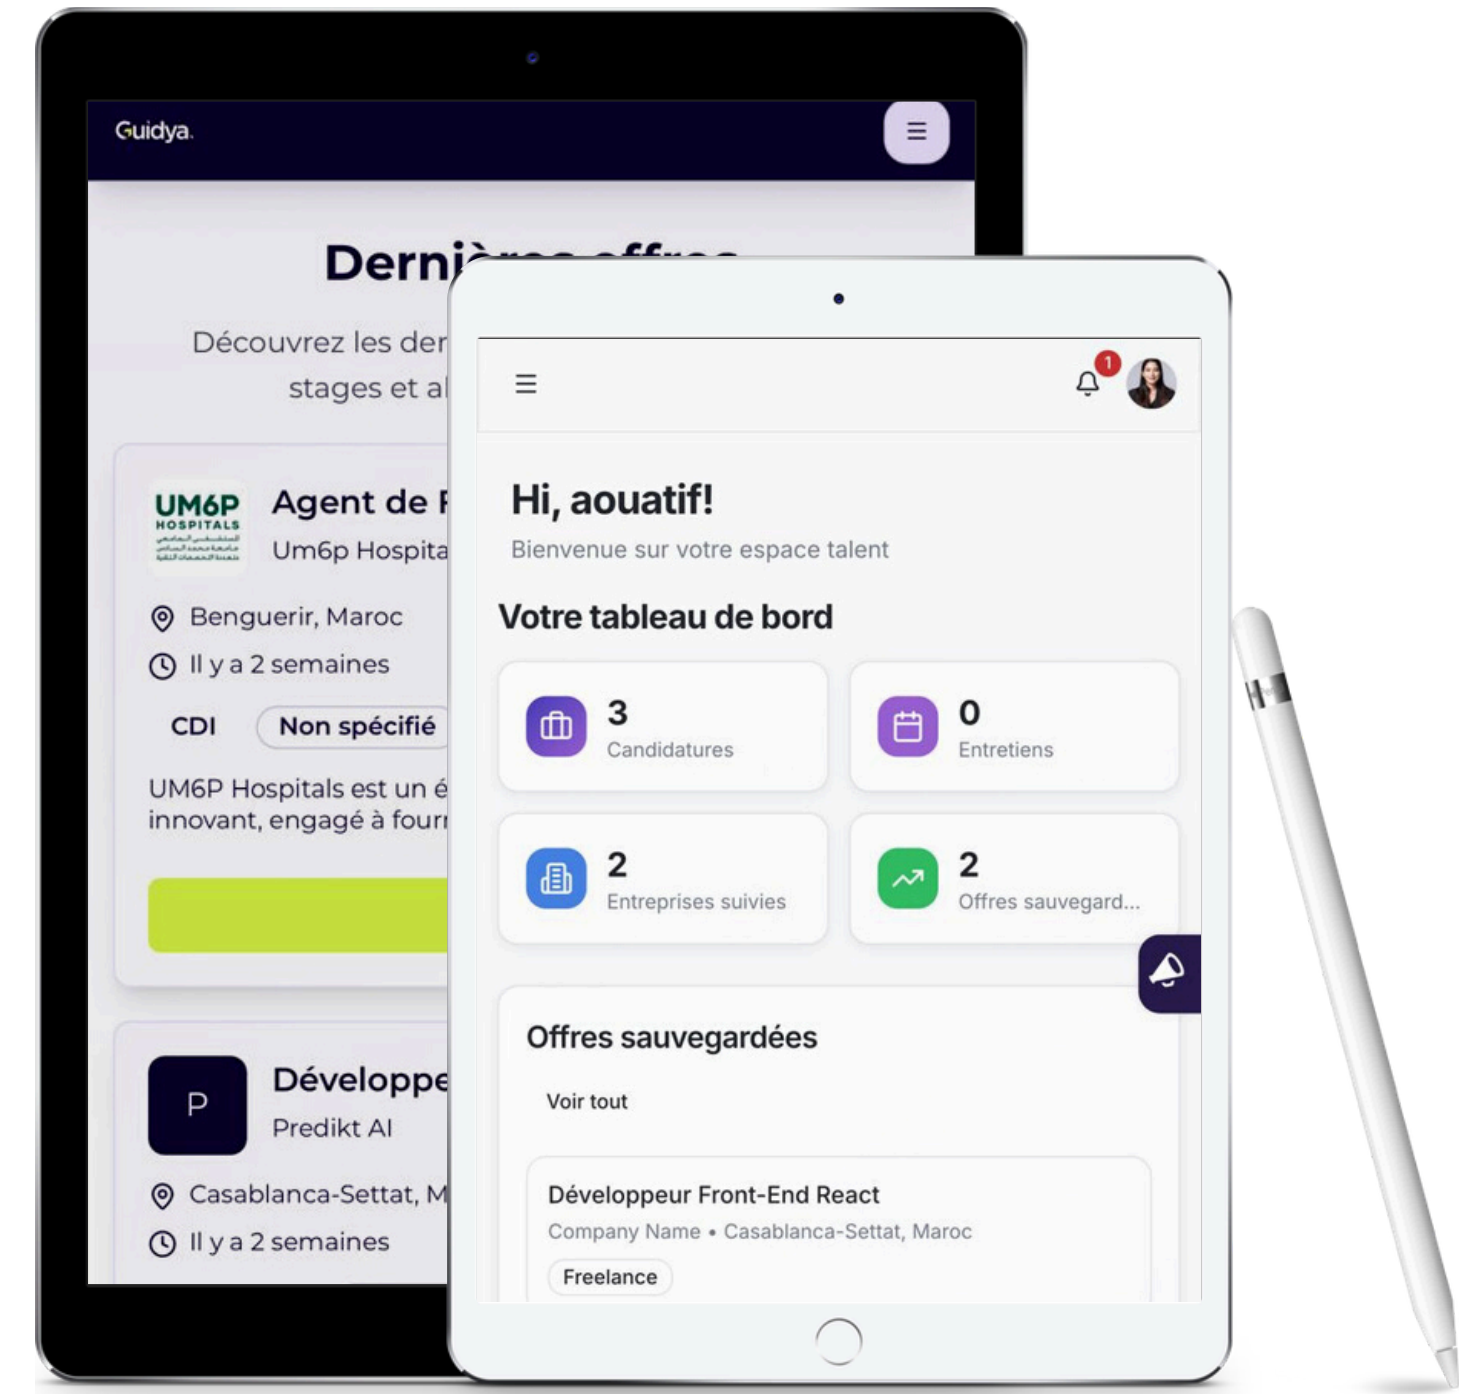 Guidya.
Dernières offres
Découvrez les der
stages et al
UM6P
HOSPITALS
Agent de
Um6p Hospita
Benguerir, Maroc
Il y a 2 semaines
CDI
Non spécifié
UM6P Hospitals est un é
innovant, engagé à four
P
Développe
Predikt AI
Casablanca-Settat, M
Il y a 2 semaines
1
Hi, aouatif!
Bienvenue sur votre espace talent
Votre tableau de bord
3
Candidatures
0
Entretiens
2
Entreprises suivies
2
Offres sauvegard...
Offres sauvegardées
Voir tout
Développeur Front-End React
Company Name • Casablanca-Settat, Maroc
Freelance